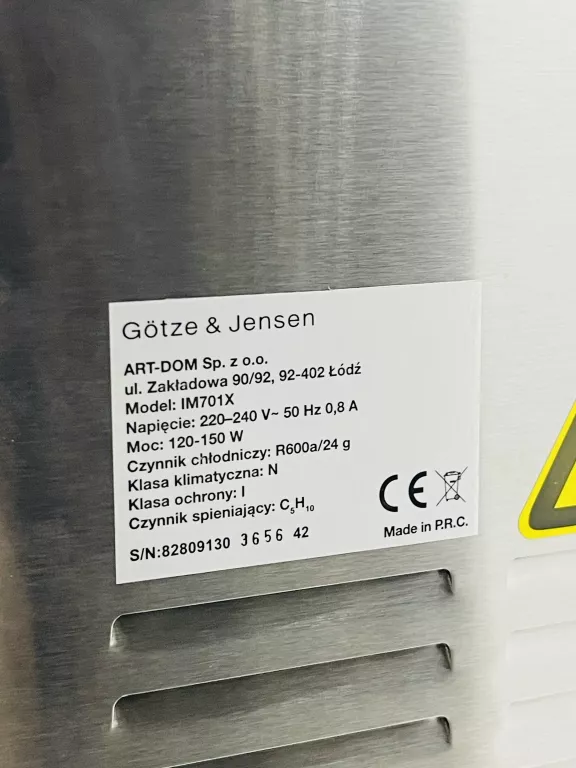 Götze & Jensen
ART-DOM Sp. z o.o.
ul. Zakładowa 90/92, 92-402 Łódź
Model: IM701X
Napięcie: 220–240 V~ 50 Hz 0,8 A
Moc: 120-150 W
Czynnik chłodniczy: R600a/24 g
Klasa klimatyczna: N
Klasa ochrony: I
Czynnik spieniający: C₅H₁₀
CE
S/N:82809130 3656 42
Made in P.R.C.